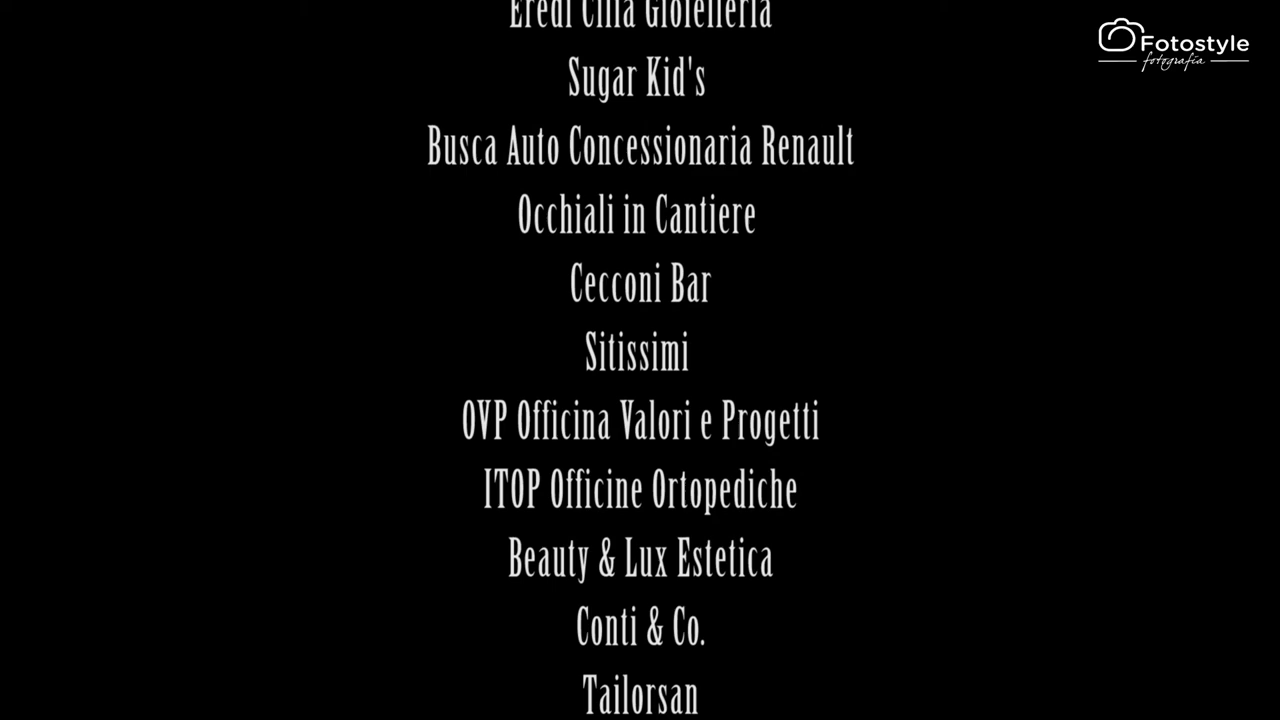 Gioielleria
Fotostyle
fotografia
Sugar Kid's
Busca Auto Concessionaria Renault
Occhiali in Cantiere
Cecconi Bar
Sitissimi
OVP Officina Valori e Progetti
ITOP Officine Ortopediche
Beauty & Lux Estetica
Conti & Co.
Tailorsan